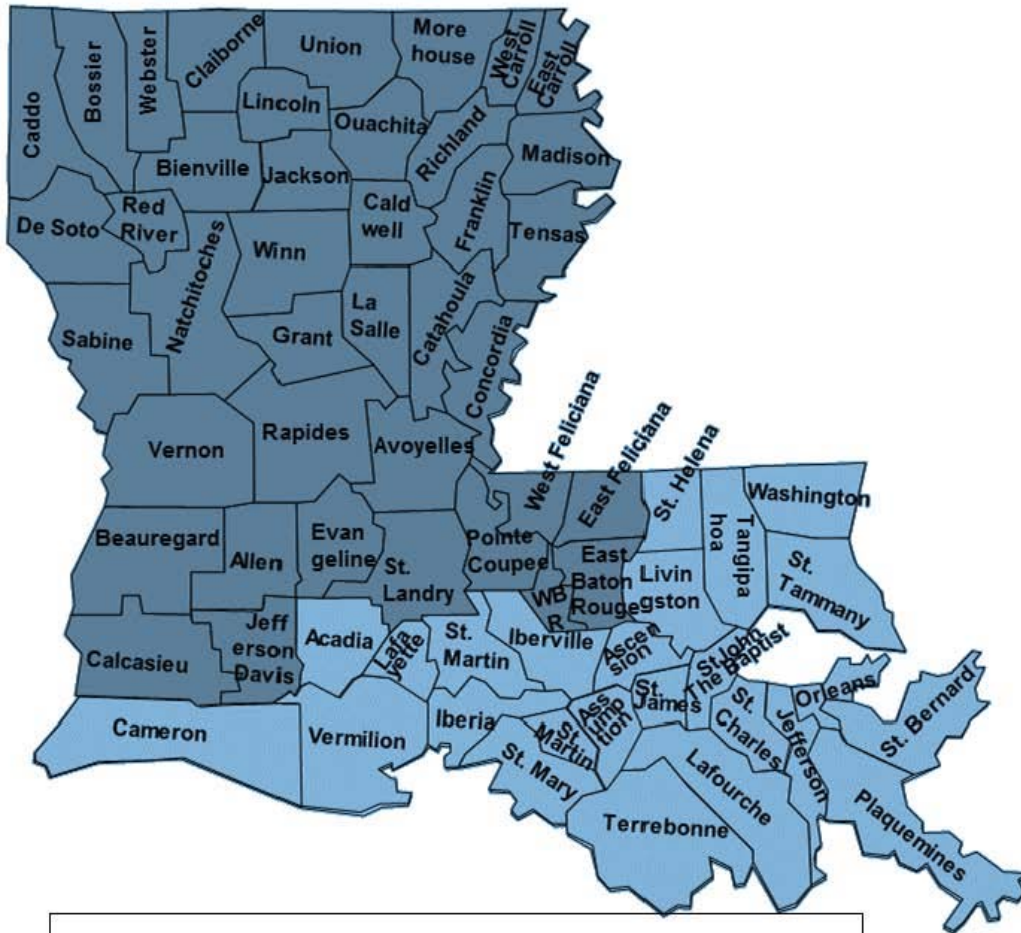 Caddo
Bossier
Webster
Claiborne
Union
More
house
West
Carroll
East
Carroll
Lincoln
Ouachita
Richland
Madison
Bienville
Jackson
Franklin
De Soto
Red
River
Cald
well
Tensas
Natchitoches
Winn
Sabine
Grant
La
Salle
Catahoula
Concordia
Vernon
Rapides
Avoyelles
West Feliciana
East Feliciana
St. Helena
Washington
Tangipa
hoa
Beauregard
Allen
Evan
geline
St.
Landry
Pointe
Coupee
WB
R
East
Baton
Rouge
Livin
gston
St.
Tammany
Calcasieu
Jeff
erson
Davis
Acadia
Lafa
yette
St.
Martin
Iberville
Ascen
sion
St John
The Baptist
Cameron
Vermilion
Iberia
St.
Martin
Ass
ump
tion
St.
James
St.
Charles
Jefferson
Orleans
St. Bernard
St. Mary
Terrebonne
Lafourche
Plaquemines